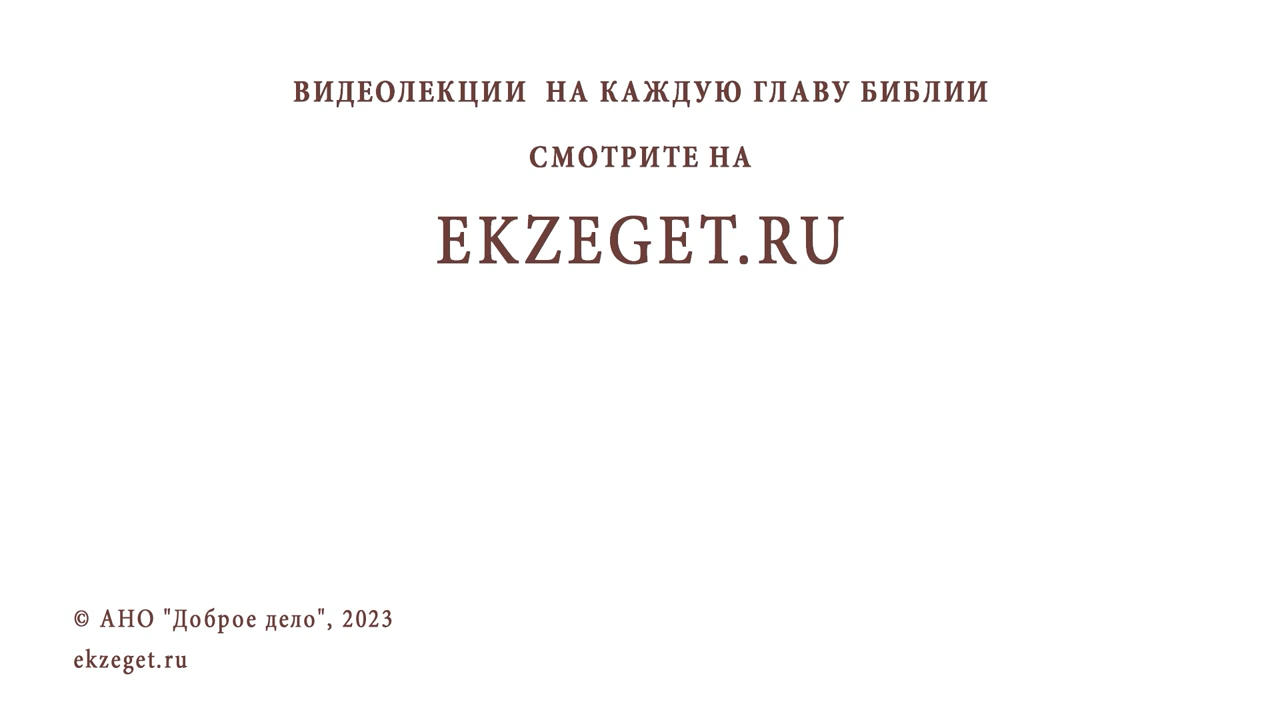 ВИДЕОЛЕКЦИИ НА КАЖДУЮ ГЛАВУ БИБЛИИ
СМОТРИТЕ НА
EKZEGET.RU
© АНО "Доброе дело", 2023
ekzeget.ru